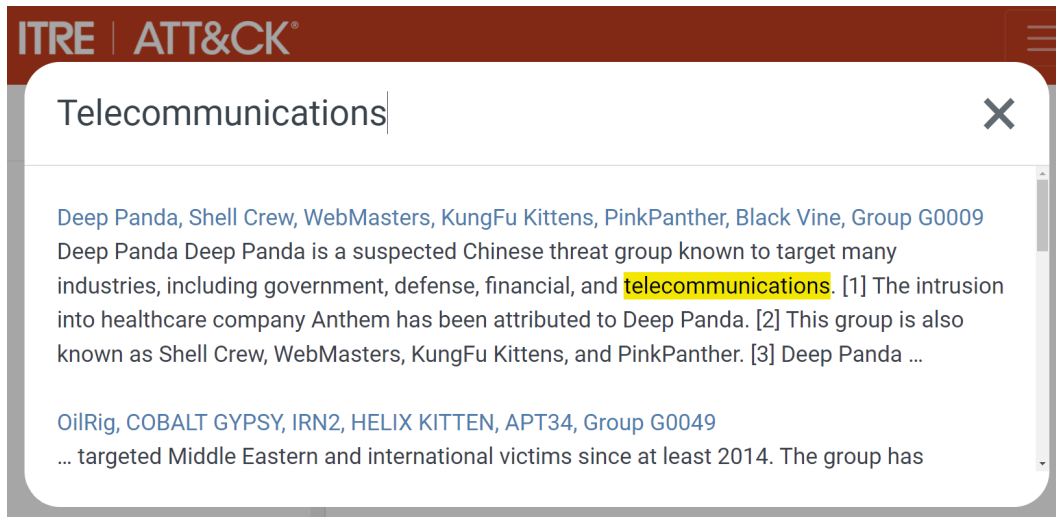 ITRE | ATT&CK®
Telecommunications
Deep Panda, Shell Crew, WebMasters, KungFu Kittens, PinkPanther, Black Vine, Group G0009
Deep Panda Deep Panda is a suspected Chinese threat group known to target many
industries, including government, defense, financial, and telecommunications. [1] The intrusion
into healthcare company Anthem has been attributed to Deep Panda. [2] This group is also
known as Shell Crew, WebMasters, KungFu Kittens, and PinkPanther. [3] Deep Panda ...
OilRig, COBALT GYPSY, IRN2, HELIX KITTEN, APT34, Group G0049
... targeted Middle Eastern and international victims since at least 2014. The group has